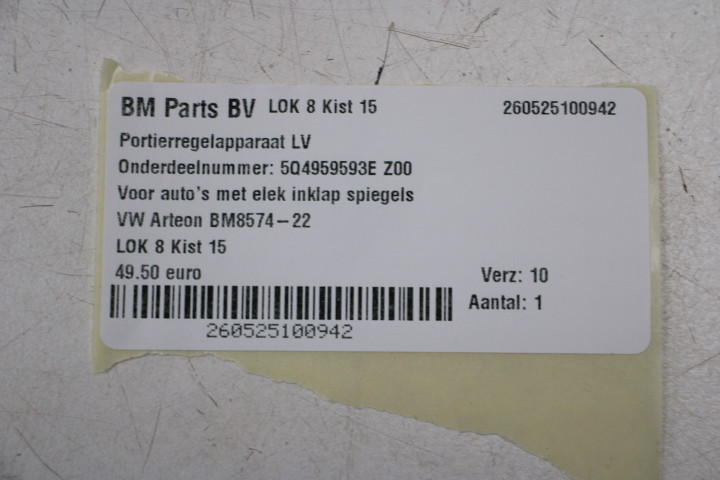 BM Parts BV LOK 8 Kist 15 260525100942
Portierregelapparaat LV
Onderdeelnummer: 5Q4959593E Z00
Voor auto's met elek inklap spiegels
VW Arteon BM8574-22
LOK 8 Kist 15
49.50 euro Verz: 10
Aantal: 1
260525100942